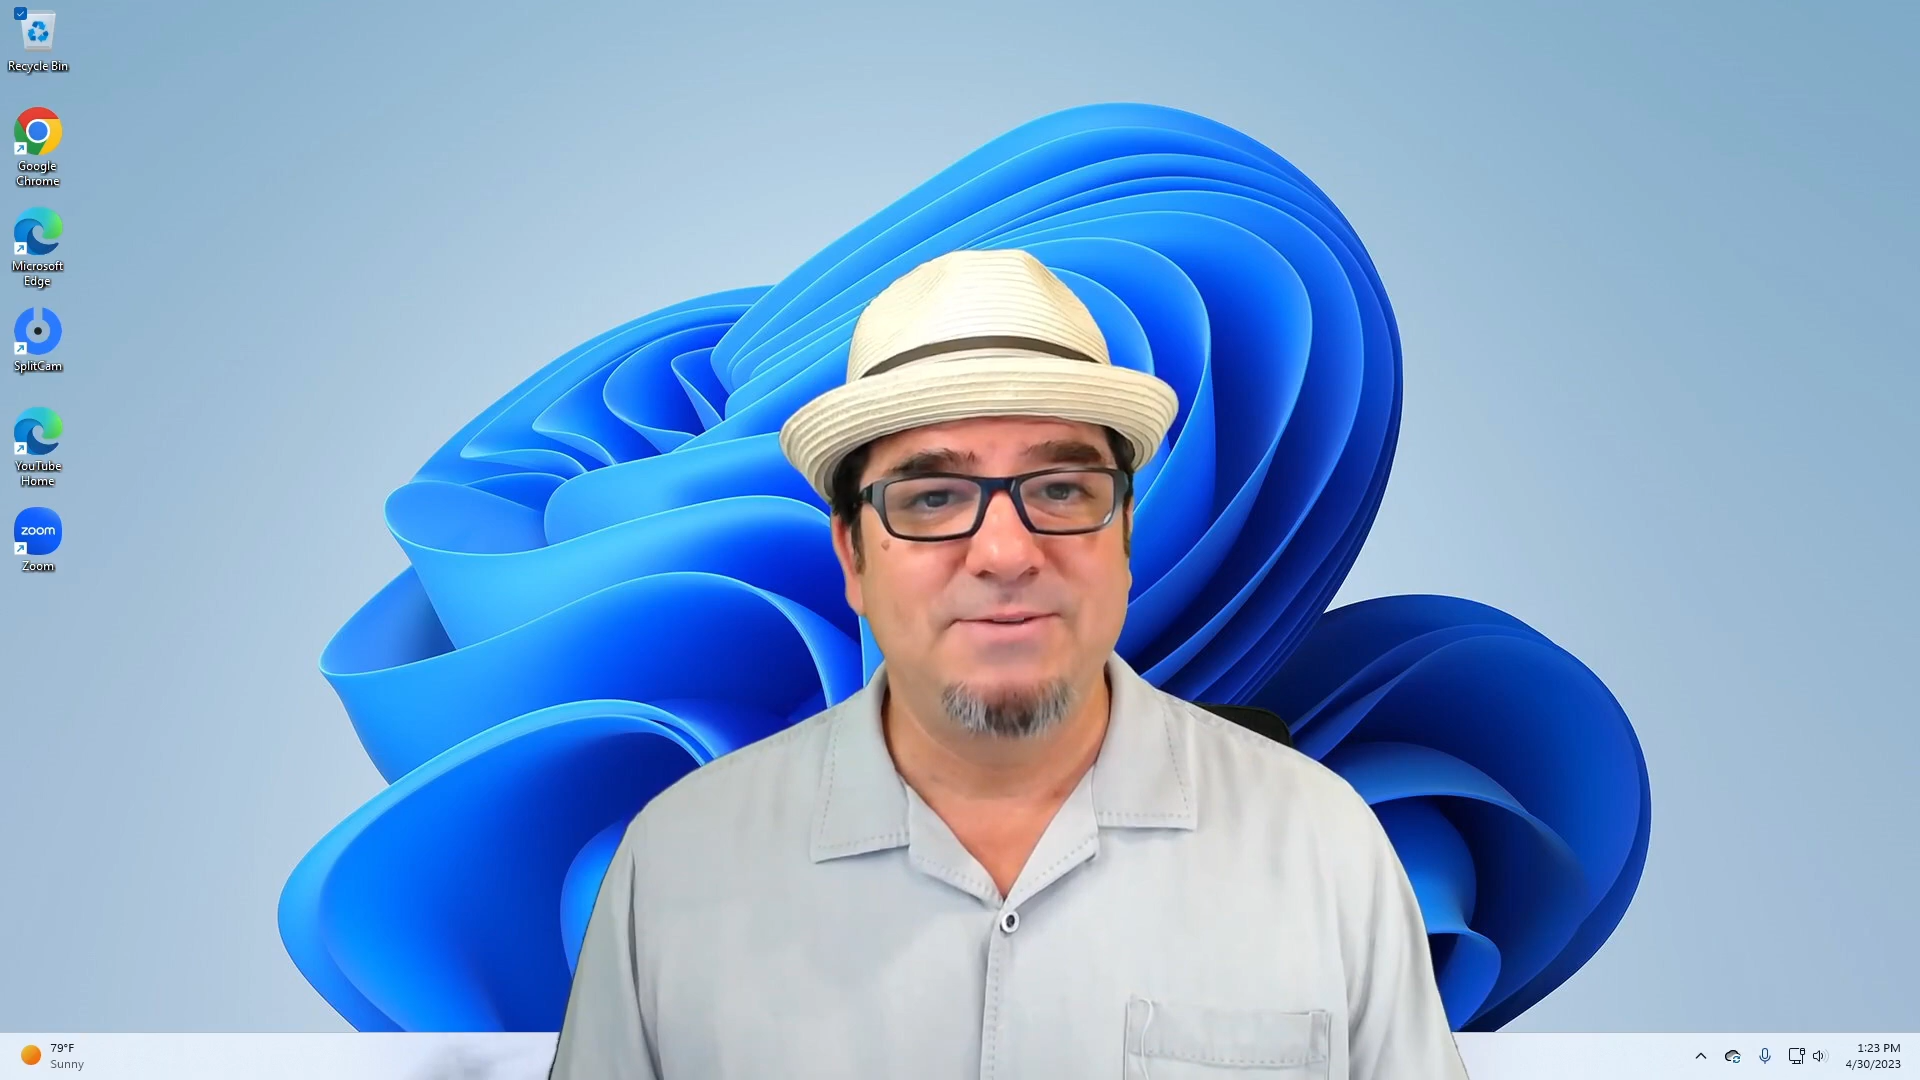 Recycle Bin
Google
Chrome
Microsoft
Edge
SplitCam
YouTube
Home
zoom
Zoom
79°F
Sunny
1:23 PM
4/30/2023